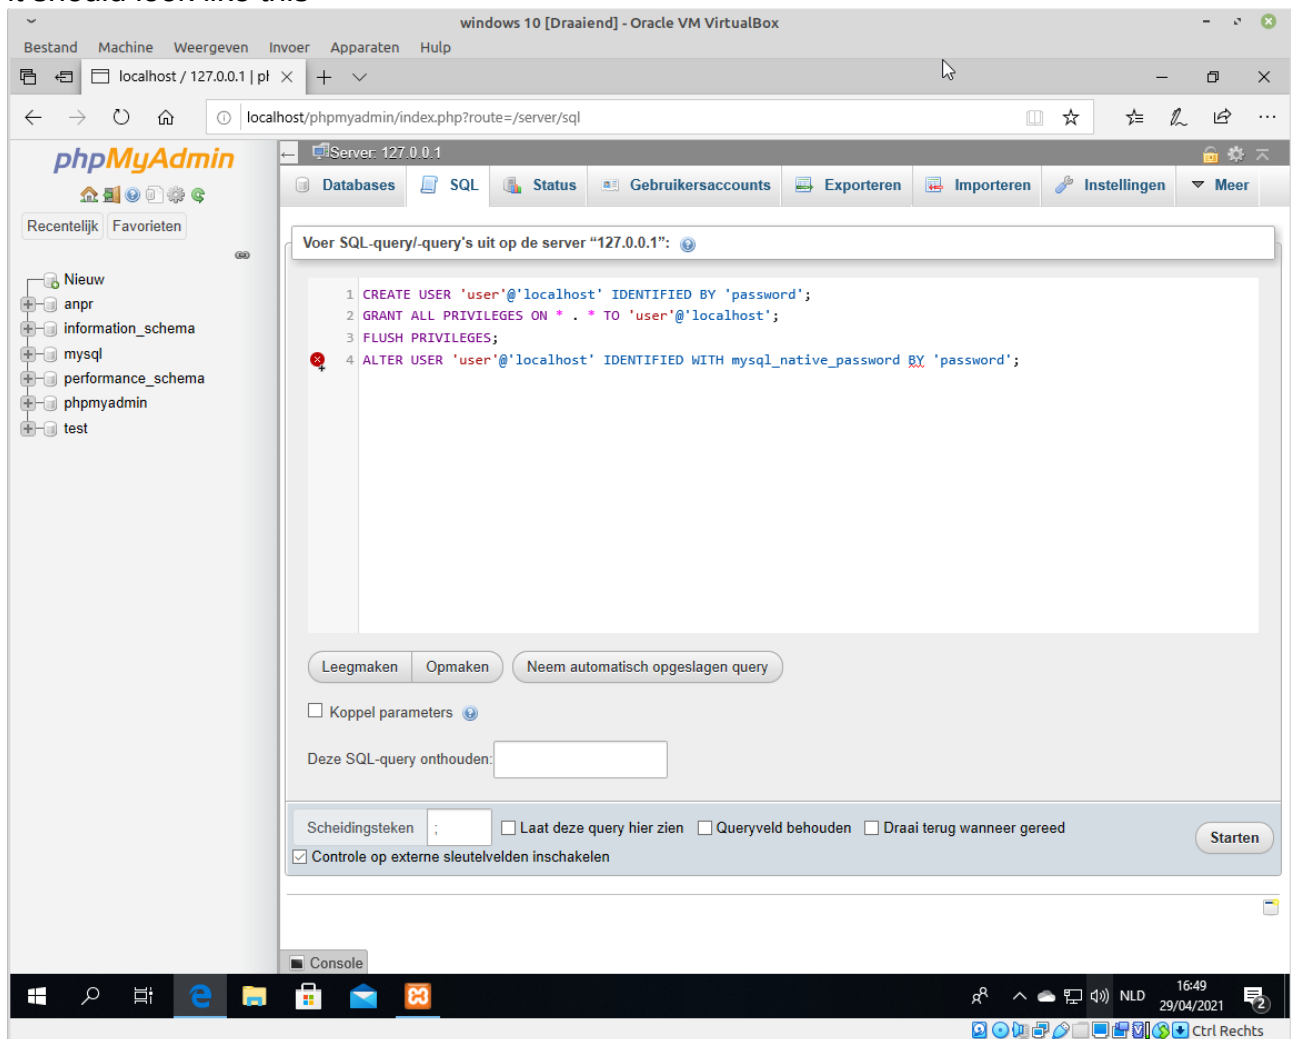 windows 10 [Draaiend] - Oracle VM VirtualBox
Bestand Machine Weergeven Invoer Apparaten Hulp
localhost / 127.0.0.1 | pl
localhost/phpmyadmin/index.php?route=/server/sql
phpMyAdmin
Recentelijk Favorieten
Nieuw
anpr
information_schema
mysql
performance_schema
phpmyadmin
test
Server: 127.0.0.1
Databases SQL Status Gebruikersaccounts Exporteren Importeren Instellingen Meer
Voer SQL-query/-query's uit op de server “127.0.0.1”:
1 CREATE USER 'user'@'localhost' IDENTIFIED BY 'password';
2 GRANT ALL PRIVILEGES ON * . * TO 'user'@'localhost';
3 FLUSH PRIVILEGES;
4 ALTER USER 'user'@'localhost' IDENTIFIED WITH mysql_native_password BY 'password';
Leegmaken Opmaken Neem automatisch opgeslagen query
Koppel parameters
Deze SQL-query onthouden:
Scheidingsteken ; Laat deze query hier zien Queryveld behouden Draai terug wanneer gereed
Controle op externe sleutelvelden inschakelen
Starten
Console
NLD 16:49
29/04/2021
2
Ctrl Rechts